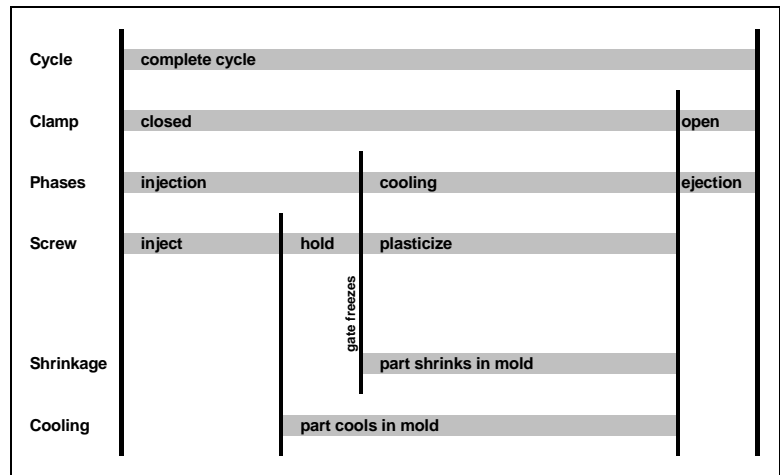 Cycle complete cycle
Clamp closed open
Phases injection cooling ejection
Screw inject hold plasticize
gate freezes
Shrinkage part shrinks in mold
Cooling part cools in mold